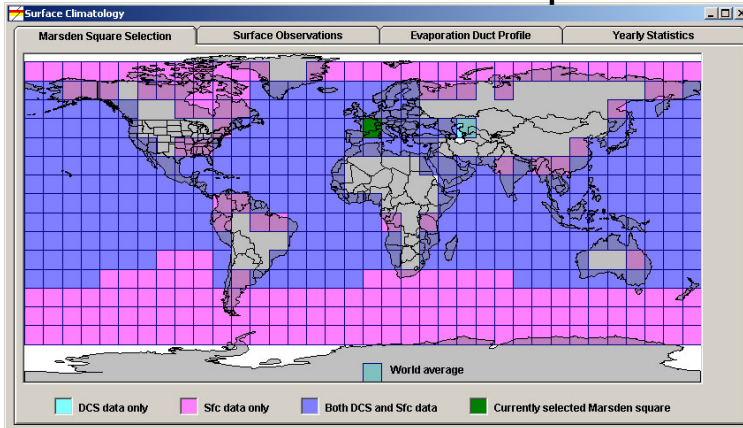 Surface Climatology
Marsden Square Selection
Surface Observations
Evaporation Duct Profile
Yearly Statistics
World average
DCS data only
Sfc data only
Both DCS and Sfc data
Currently selected Marsden square